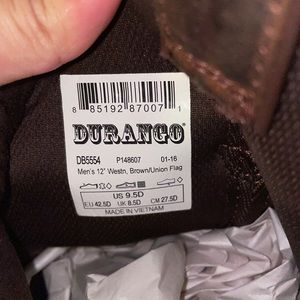 8 85192 87007 1
DURANGO
DB5554 P148607 01-16
Men's 12" Westn, Brown/Union Flag
US 9.5D
EU 42.5D UK 8.5D CM 27.5D
MADE IN VIETNAM